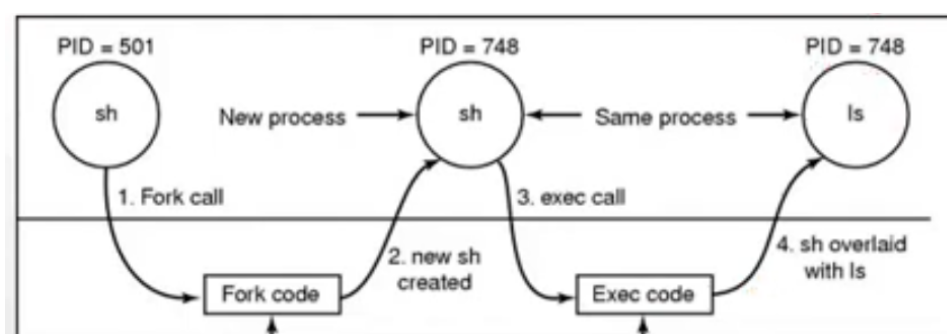 PID = 501
PID = 748
PID = 748
sh
New process
sh
Same process
ls
1. Fork call
3. exec call
2. new sh
created
4. sh overlaid
with ls
Fork code
Exec code